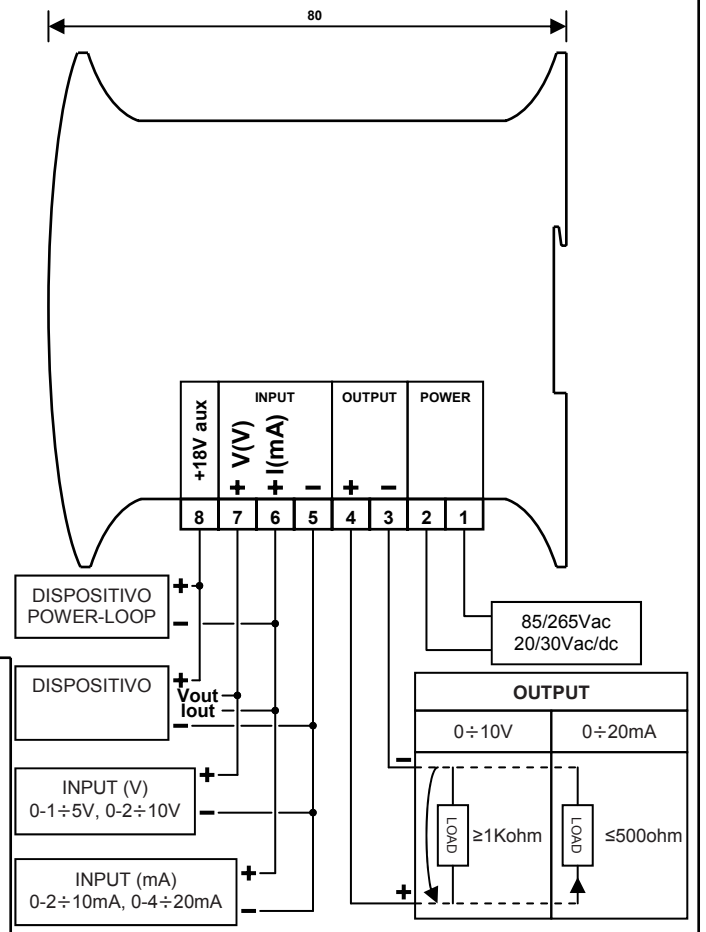 80
INPUT OUTPUT POWER
+18V aux
V(V)
I(mA)
+ + − + −
8 7 6 5 4 3 2 1
DISPOSITIVO
POWER-LOOP
+
−
85/265Vac
20/30Vac/dc
DISPOSITIVO
+
Vout
Iout
−
INPUT (V)
0-1÷5V, 0-2÷10V
+
−
INPUT (mA)
0-2÷10mA, 0-4÷20mA
+
−
OUTPUT
0÷10V 0÷20mA
−
LOAD ≥1Kohm LOAD ≤500ohm
+